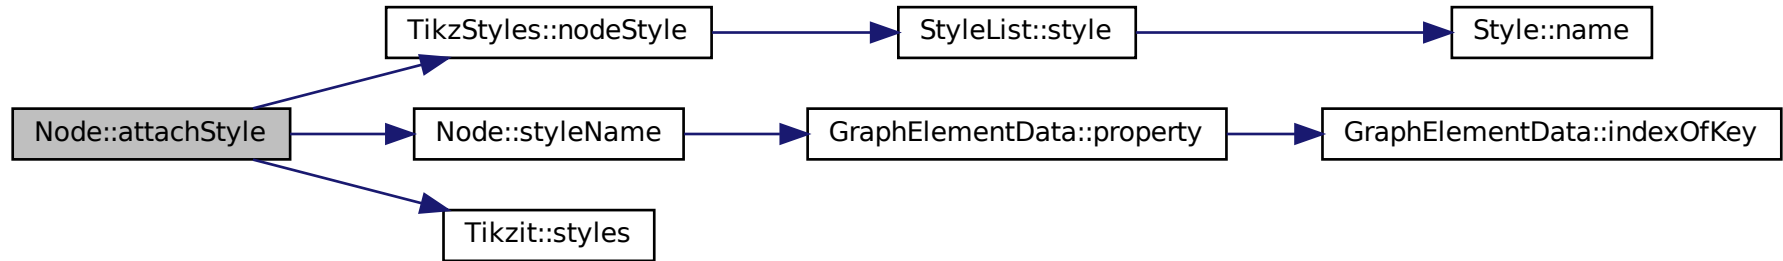 TikzStyles::nodeStyle
StyleList::style
Style::name
Node::attachStyle
Node::styleName
GraphElementData::property
GraphElementData::indexOfKey
Tikzit::styles